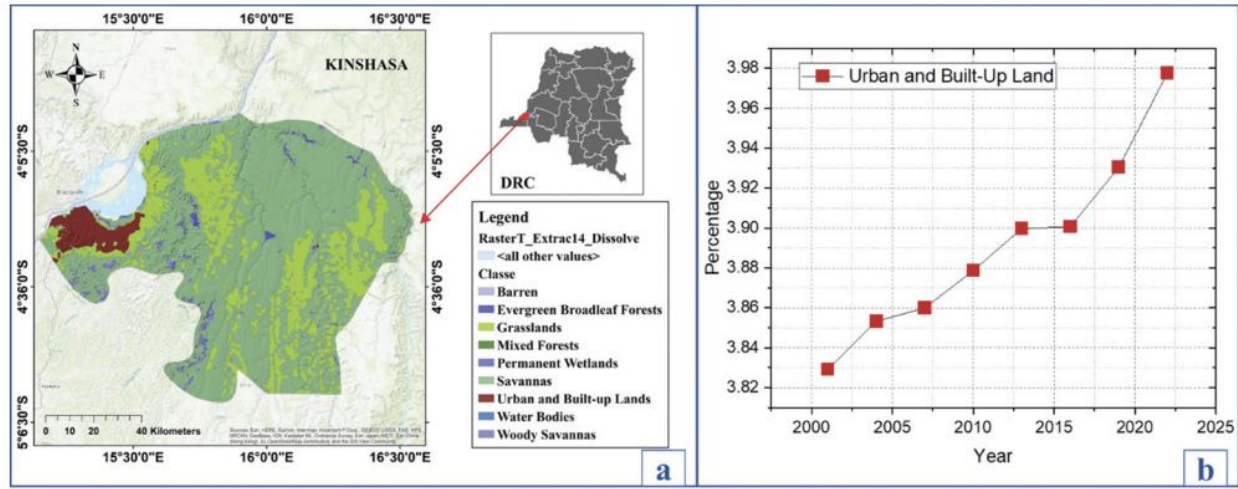 15°30'0"E 16°0'0"E 16°30'0"E
N
W E
S
KINSHASA
4°5'30"S
4°36'0"S
5°6'30"S
4°5'30"S
4°36'0"S
5°6'30"S
DRC
Legend
RasterT_Extrac14_Dissolve
<all other values>
Classe
Barren
Evergreen Broadleaf Forests
Grasslands
Mixed Forests
Permanent Wetlands
Savannas
Urban and Built-up Lands
Water Bodies
Woody Savannas
0 20 40 Kilometers
15°30'0"E 16°0'0"E 16°30'0"E
a
Urban and Built-Up Land
Percentage
3.98
3.96
3.94
3.92
3.90
3.88
3.86
3.84
3.82
2000 2005 2010 2015 2020 2025
Year
b